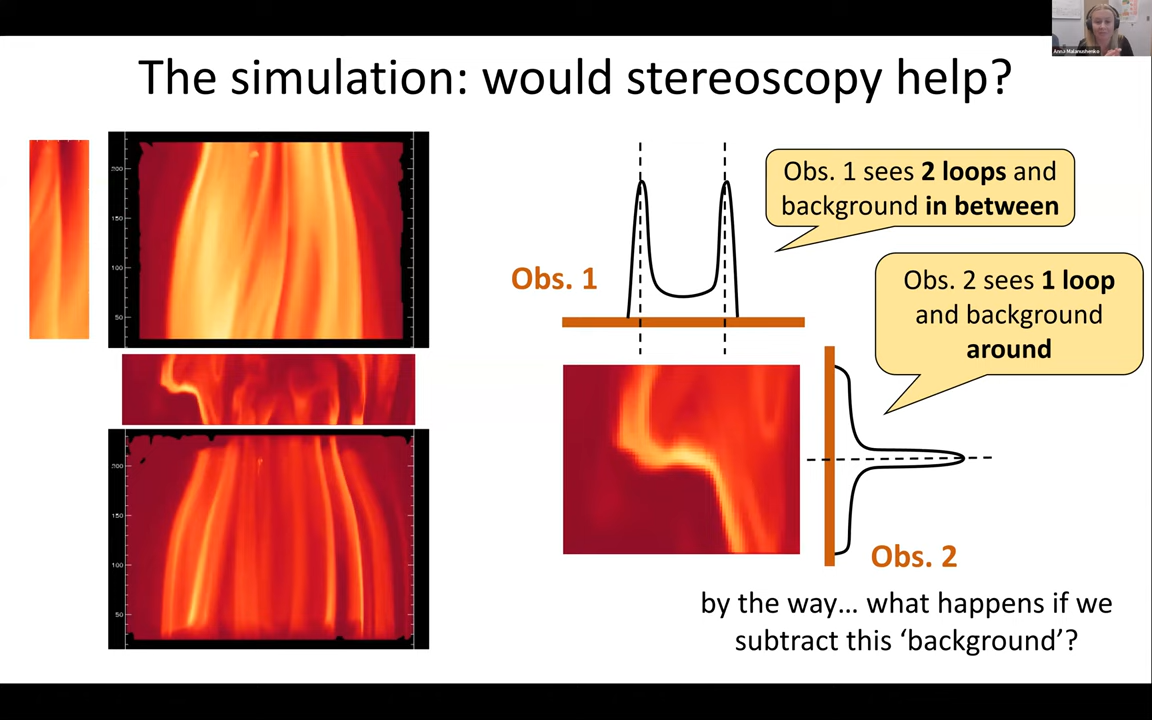 Anna Malanushenko
The simulation: would stereoscopy help?
200
150
100
50
200
150
100
50
Obs. 1
Obs. 1 sees 2 loops and
background in between
Obs. 2 sees 1 loop
and background
around
Obs. 2
by the way... what happens if we
subtract this ‘background’?